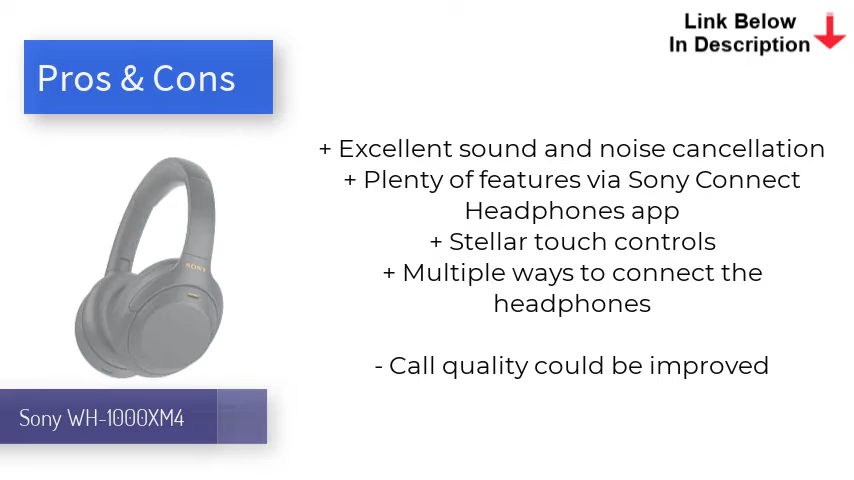 Link Below
In Description
Pros & Cons
+ Excellent sound and noise cancellation
+ Plenty of features via Sony Connect
Headphones app
+ Stellar touch controls
+ Multiple ways to connect the
headphones
- Call quality could be improved
SONY
Sony WH-1000XM4